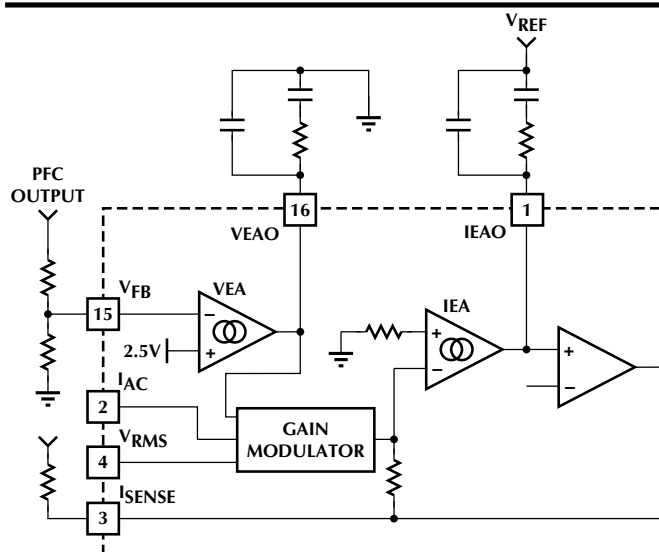 VREF
PFC
OUTPUT
16
1
VEAO
IEAO
VFB
VEA
IEA
15
−
+
2.5V
+
−
+
−
IAC
2
GAIN
MODULATOR
VRMS
4
ISENSE
3